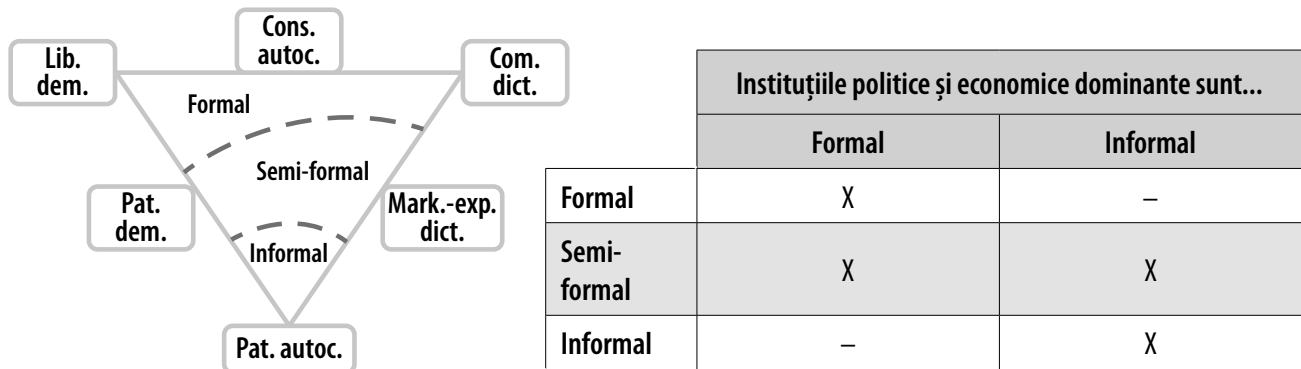 Cons.
autoc.
Lib.
dem.
Com.
dict.
Formal
Semi-formal
Pat.
dem.
Mark.-exp.
dict.
Informal
Pat. autoc.
Instituțiile politice și economice dominante sunt...
Formal Informal
Formal X –
Semi-
formal X X
Informal – X